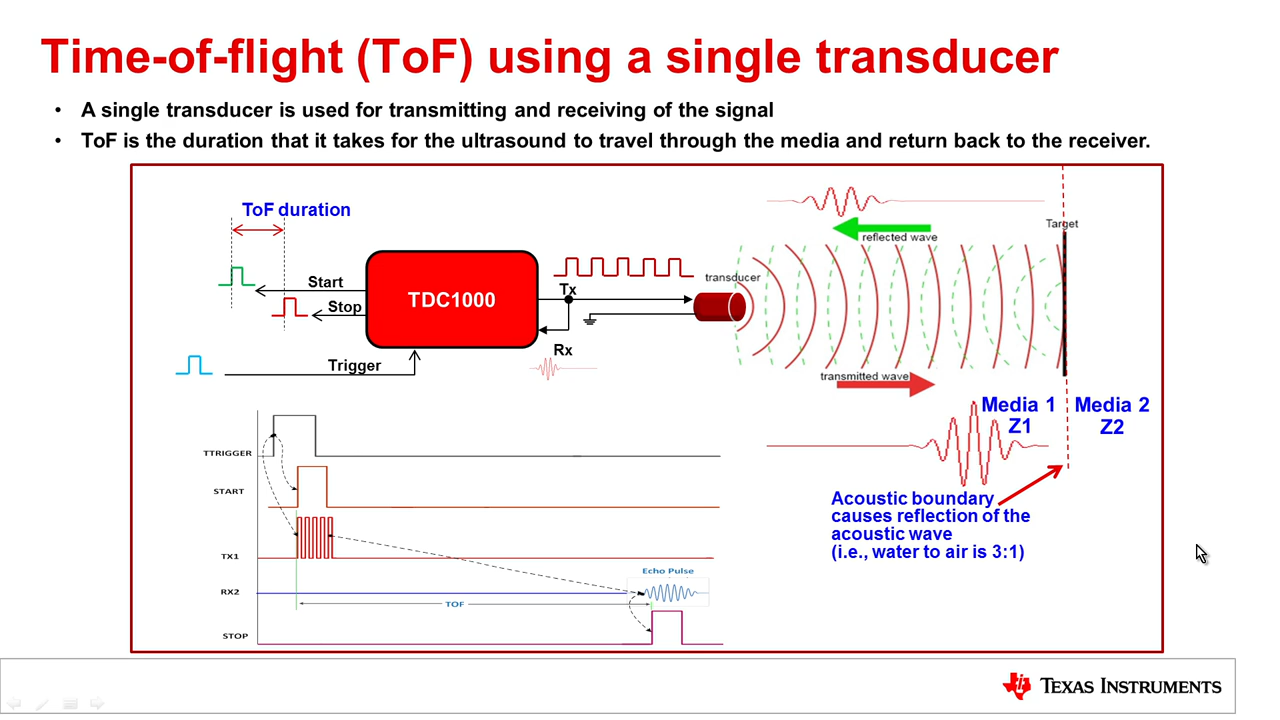 Time-of-flight (ToF) using a single transducer
• A single transducer is used for transmitting and receiving of the signal
• ToF is the duration that it takes for the ultrasound to travel through the media and return back to the receiver.
ToF duration
Start
Stop
Trigger
TDC1000
Tx
Rx
transducer
reflected wave
Target
transmitted wave
Media 1
Z1
Media 2
Z2
Acoustic boundary
causes reflection of the
acoustic wave
(i.e., water to air is 3:1)
TTRIGGER
START
TX1
RX2
STOP
Echo Pulse
TOF
TEXAS INSTRUMENTS